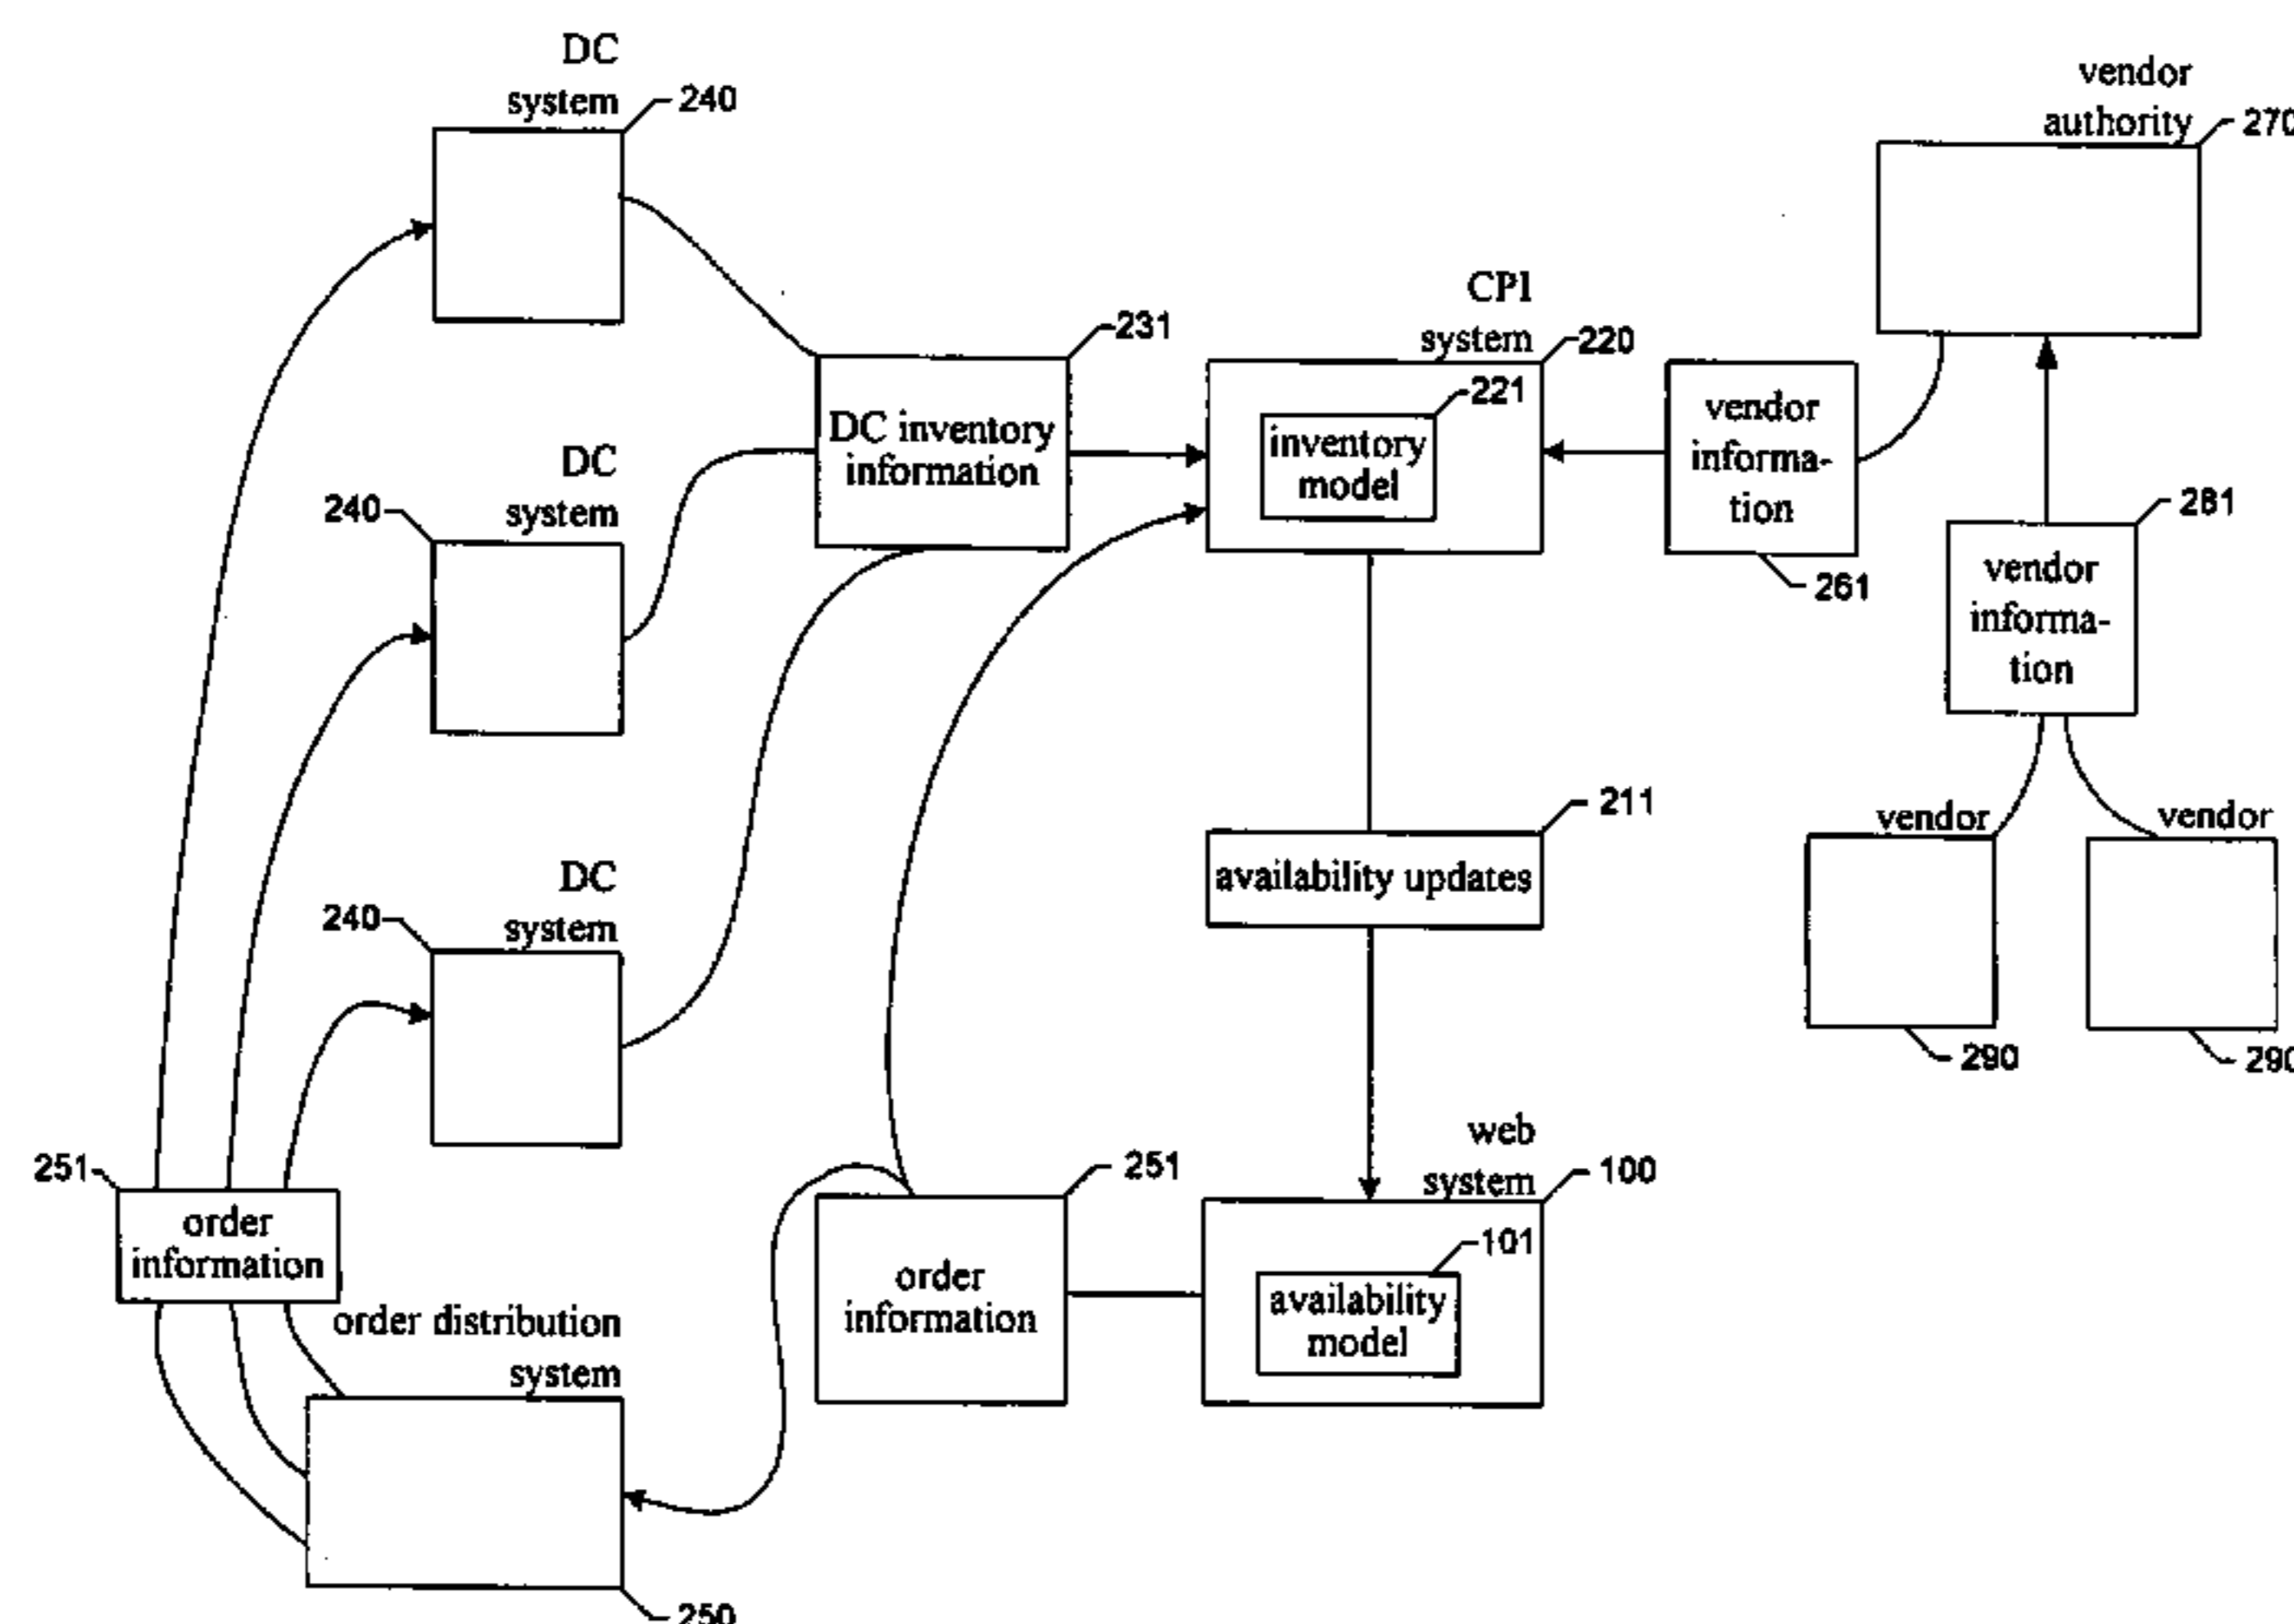 DC
system
240
vendor
authority
270
CPI
system
220
231
DC inventory
information
221
inventory
model
vendor
informa-
tion
261
281
vendor
informa-
tion
DC
system
240
211
availability updates
vendor
290
vendor
290
DC
system
240
251
order
information
251
order
information
web
system
100
101
availability
model
order distribution
system
250